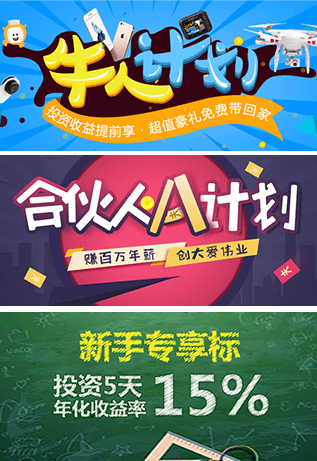 牛人计划
投资收益提前享·超值豪礼免费带回家
合伙人A计划
赚百万年薪 创大爱伟业
新手专享标
投资5天
年化收益率 15%